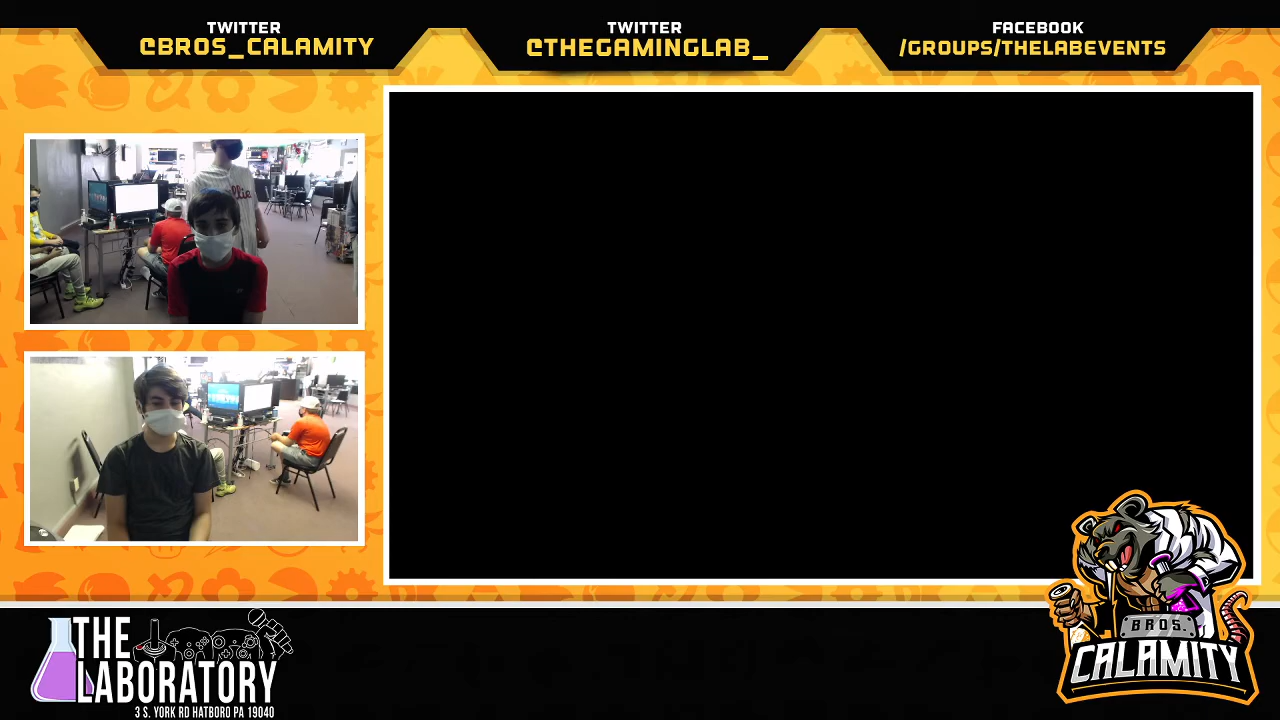 TWITTER
@BROS_CALAMITY
TWITTER
@THEGAMINGLAB_
FACEBOOK
/GROUPS/THELABEVENTS
THE
LABORATORY
3 S. YORK RD HATBORO PA 19040
BROS.
CALAMITY